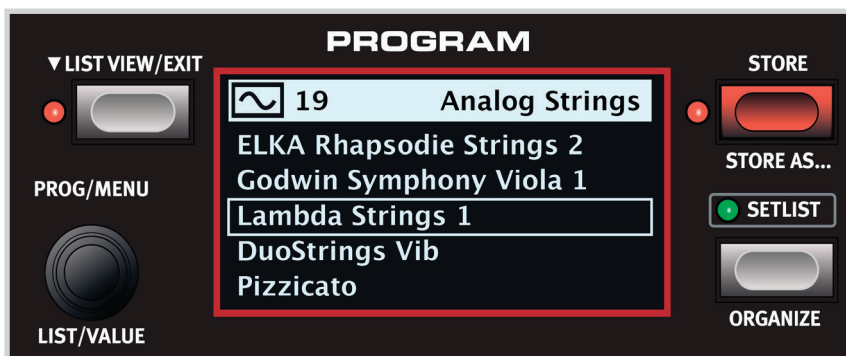 PROGRAM
▼ LIST VIEW/EXIT
STORE
19 Analog Strings
ELKA Rhapsodie Strings 2
Godwin Symphony Viola 1
Lambda Strings 1
DuoStrings Vib
Pizzicato
STORE AS...
PROG/MENU
SETLIST
ORGANIZE
LIST/VALUE